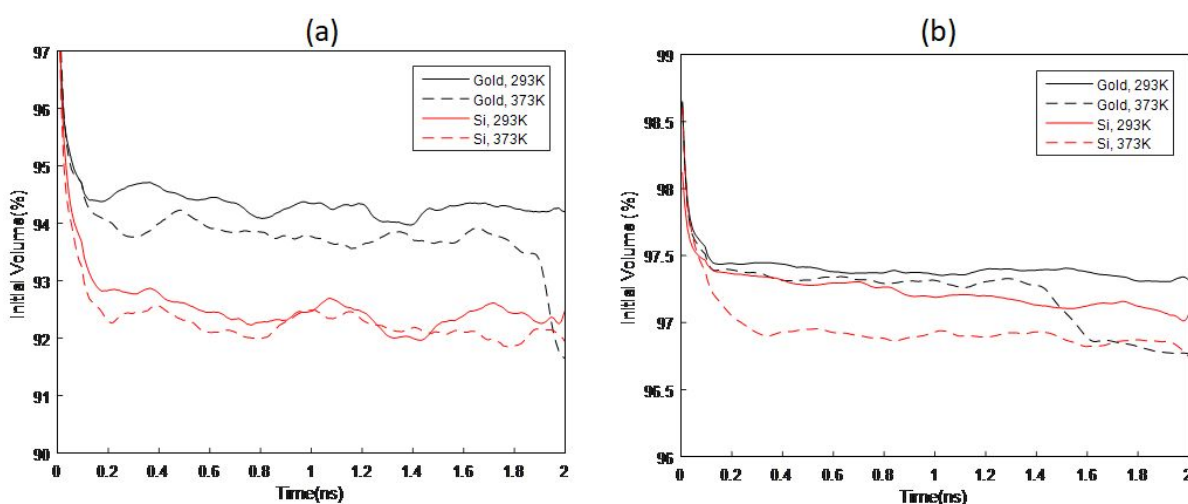 (a)
97
96
95
94
93
92
91
90
0 0.2 0.4 0.6 0.8 1 1.2 1.4 1.6 1.8 2
Time(ns)
Initial Volume(%)
Gold, 293K
Gold, 373K
Si, 293K
Si, 373K
(b)
99
98.5
98
97.5
97
96.5
96
0 0.2 0.4 0.6 0.8 1 1.2 1.4 1.6 1.8 2
Time(ns)
Initial Volume (%)
Gold, 293K
Gold, 373K
Si, 293K
Si, 373K